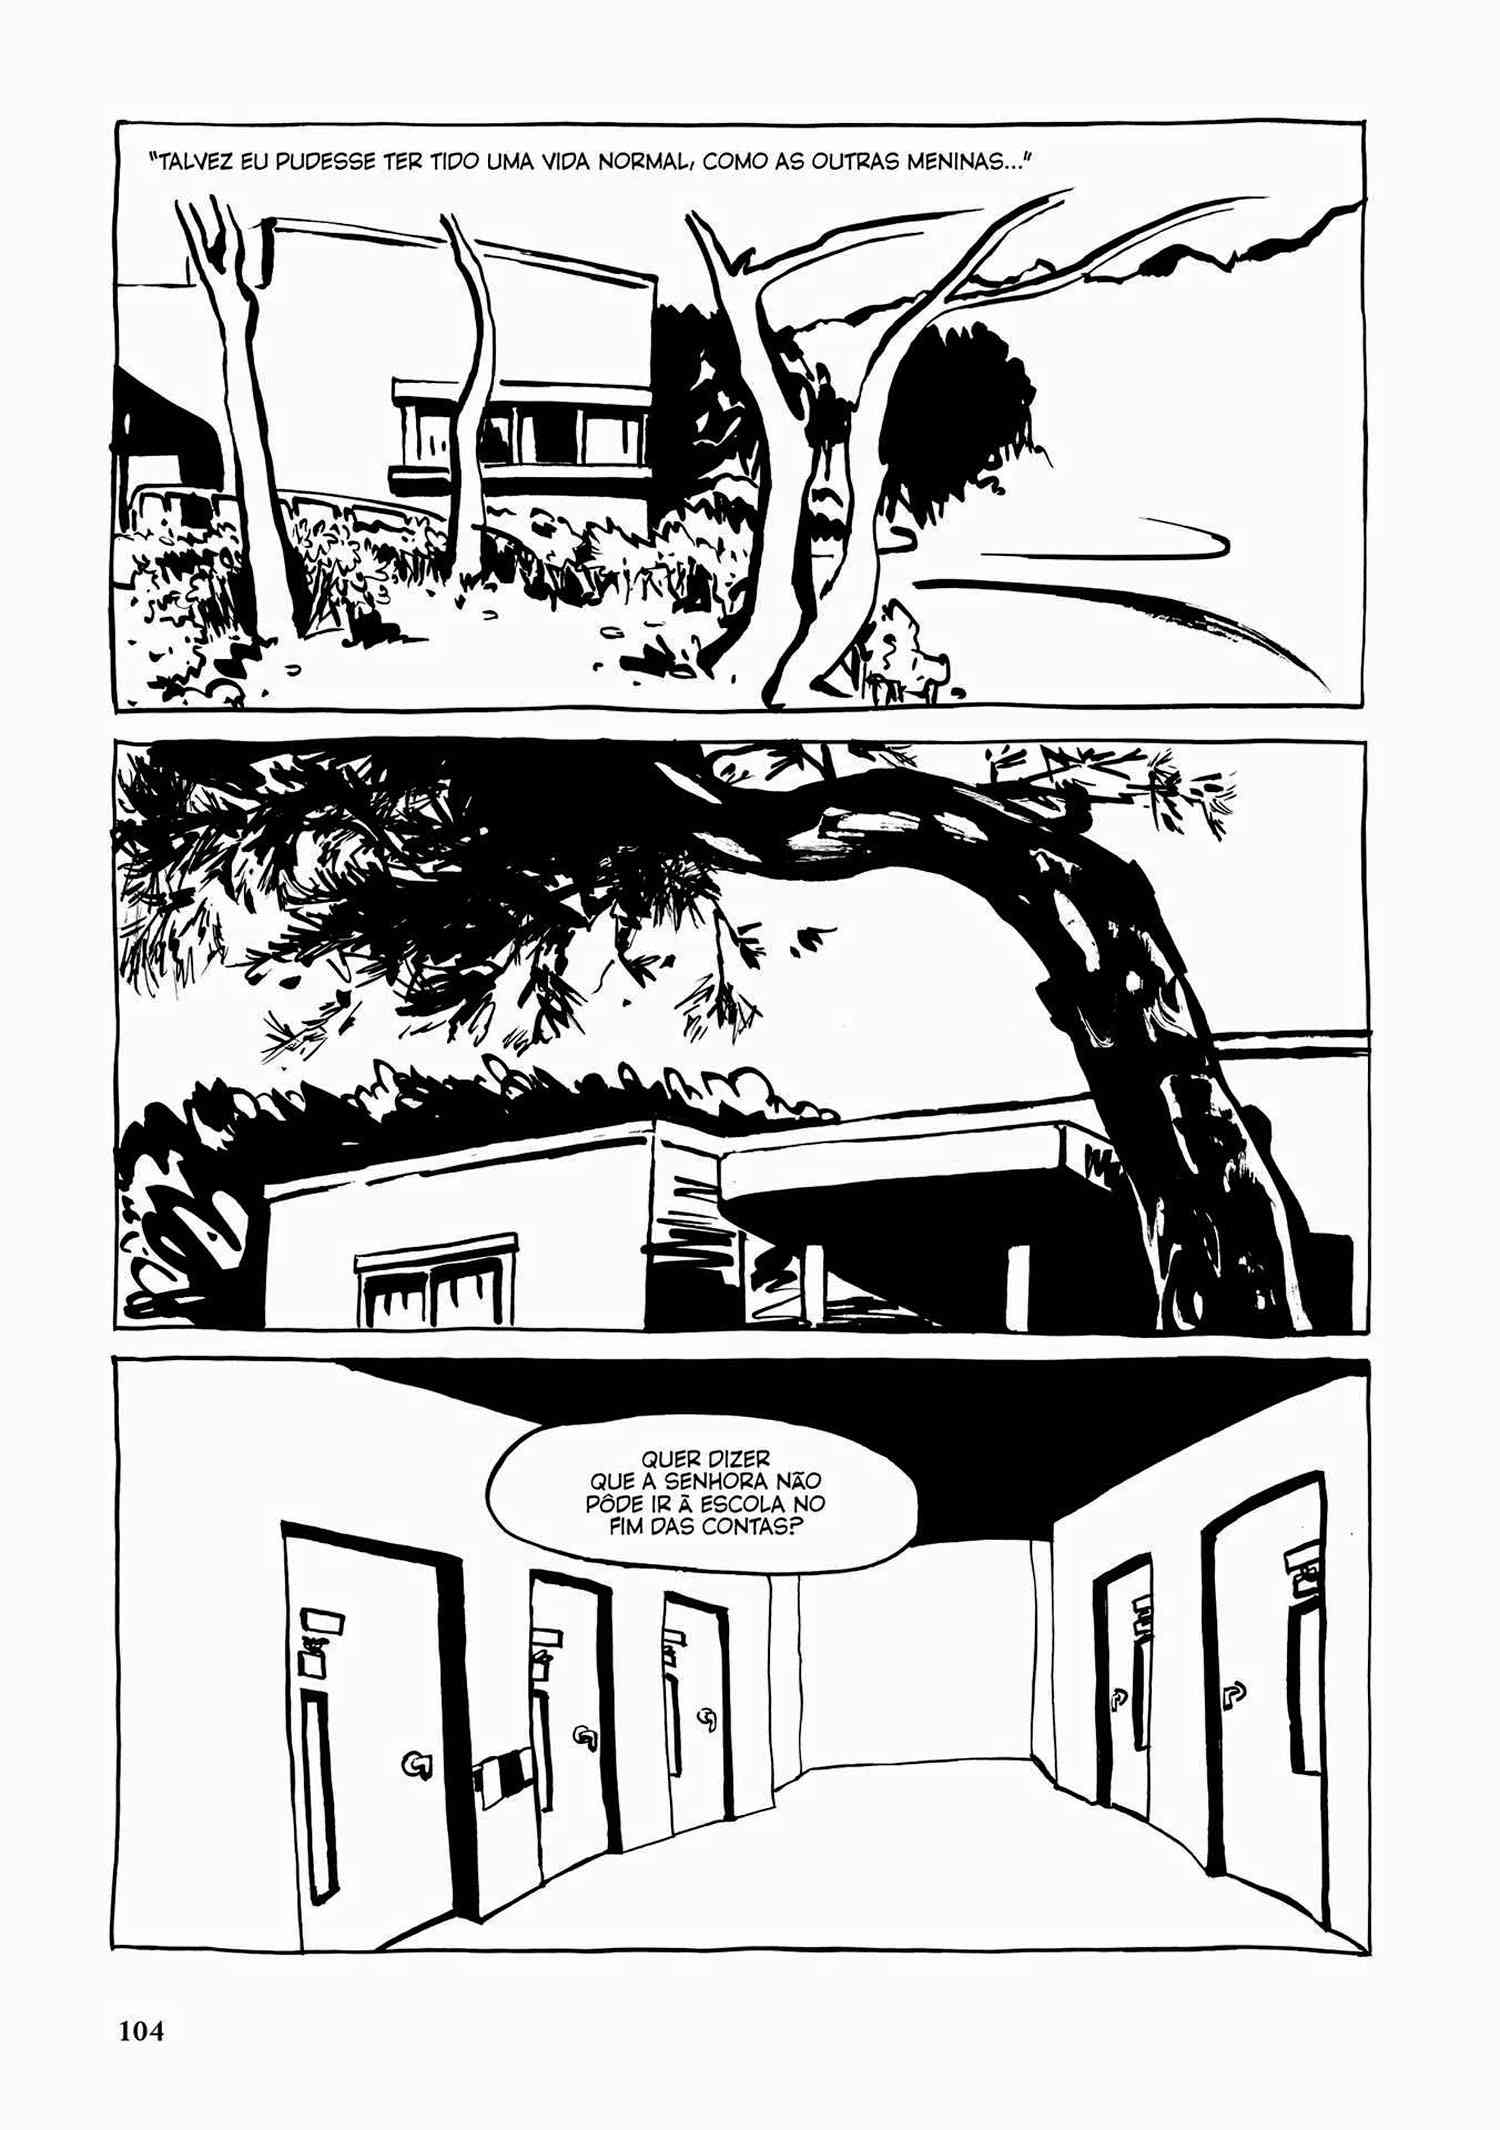 "TALVEZ EU PUDESSE TER TIDO UMA VIDA NORMAL, COMO AS OUTRAS MENINAS..."
QUER DIZER
QUE A SENHORA NÃO
PÔDE IR À ESCOLA NO
FIM DAS CONTAS?
104